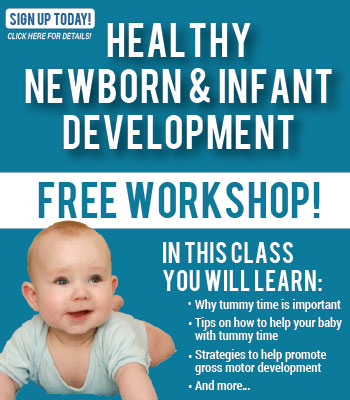 SIGN UP TODAY!
CLICK HERE FOR DETAILS!
HEALTHY
NEWBORN & INFANT
DEVELOPMENT
FREE WORKSHOP!
IN THIS CLASS
YOU WILL LEARN:
• Why tummy time is important
• Tips on how to help your baby
with tummy time
• Strategies to help promote
gross motor development
• And more...